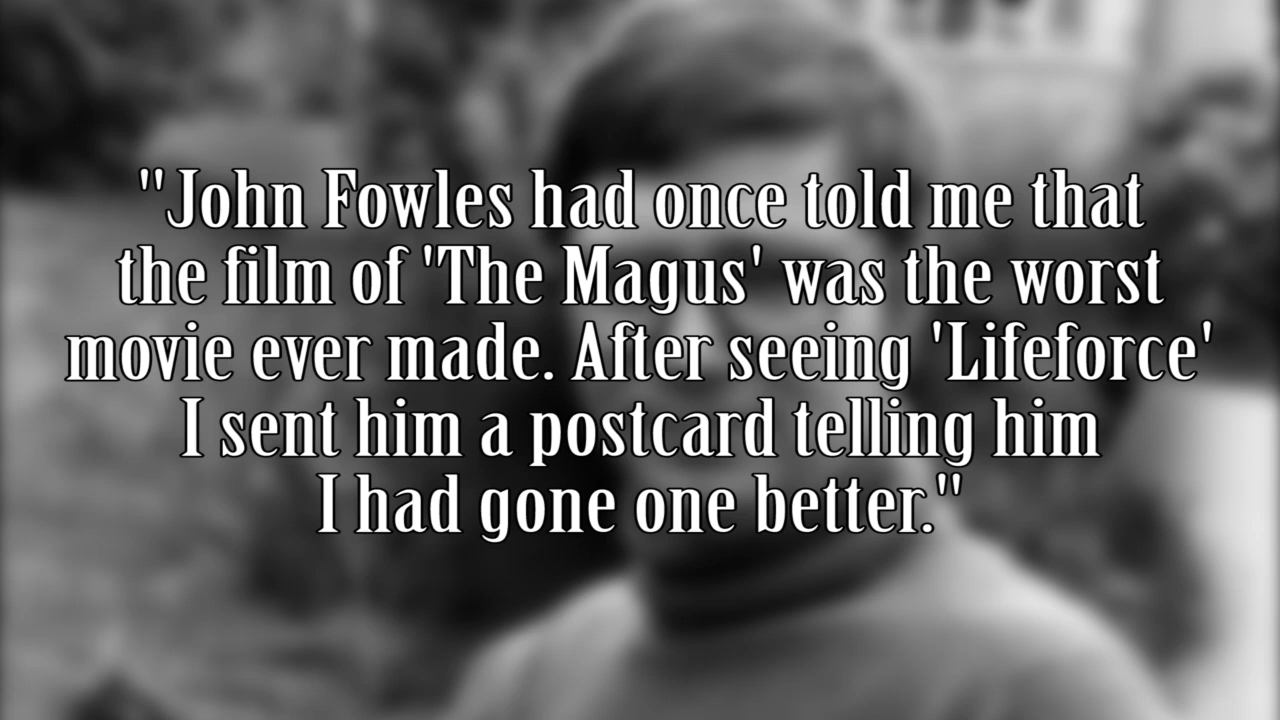 "John Fowles had once told me that
the film of 'The Magus' was the worst
movie ever made. After seeing 'Lifeforce'
I sent him a postcard telling him
I had gone one better."